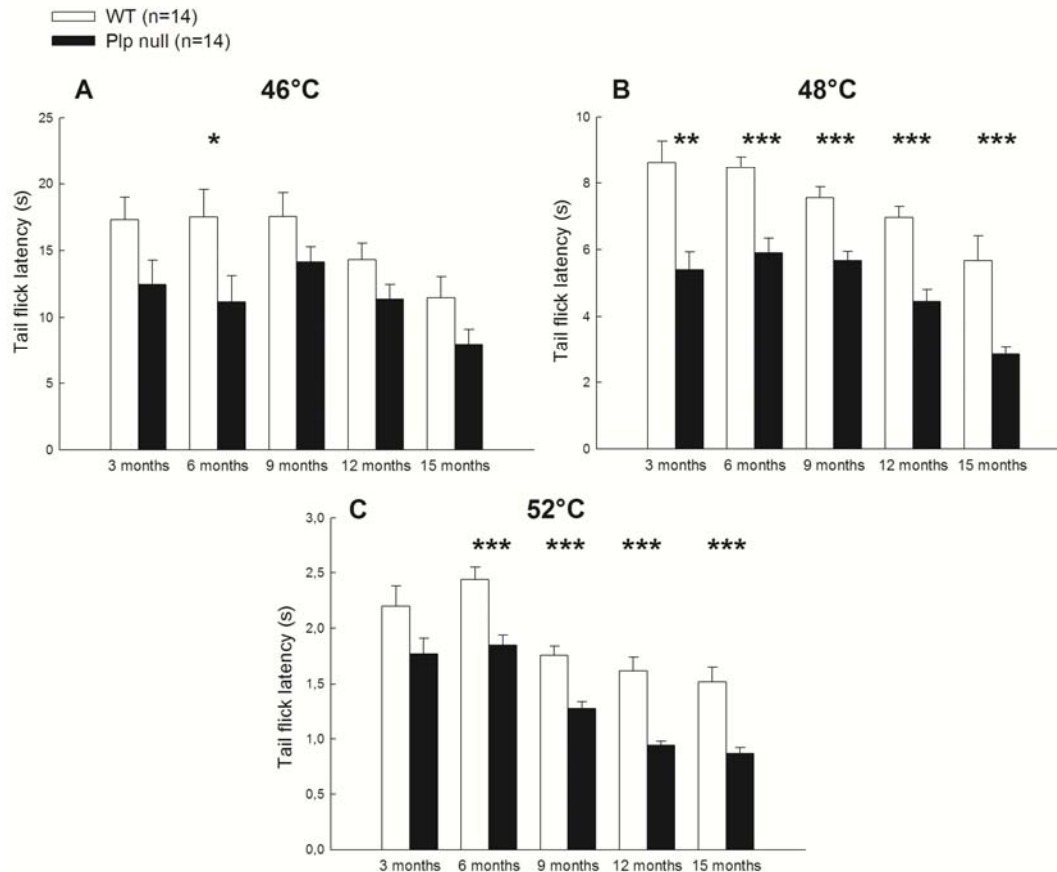 WT (n=14)
Plp null (n=14)
A
46°C
*
Tail flick latency (s)
25
20
15
10
5
0
3 months 6 months 9 months 12 months 15 months
B
48°C
** *** *** *** ***
Tail flick latency (s)
10
8
6
4
2
0
3 months 6 months 9 months 12 months 15 months
C
52°C
*** *** *** ***
Tail flick latency (s)
3,0
2,5
2,0
1,5
1,0
0,5
0,0
3 months 6 months 9 months 12 months 15 months